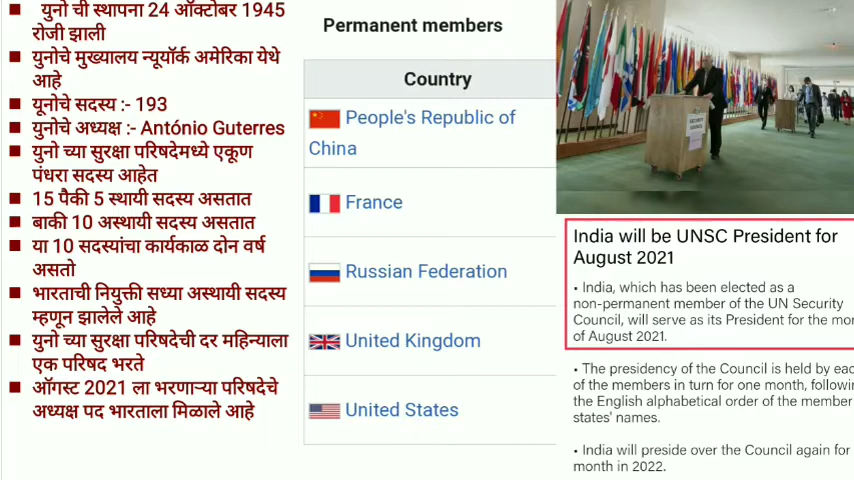 युनो ची स्थापना 24 ऑक्टोबर 1945
रोजी झाली
युनोचे मुख्यालय न्यूयॉर्क अमेरिका येथे
आहे
यूनोचे सदस्य :- 193
युनोचे अध्यक्ष :- António Guterres
युनो च्या सुरक्षा परिषदेमध्ये एकूण
पंधरा सदस्य आहेत
15 पैकी 5 स्थायी सदस्य असतात
बाकी 10 अस्थायी सदस्य असतात
या 10 सदस्यांचा कार्यकाळ दोन वर्ष
असतो
भारताची नियुक्ती सध्या अस्थायी सदस्य
म्हणून झालेले आहे
युनो च्या सुरक्षा परिषदेची दर महिन्याला
एक परिषद भरते
ऑगस्ट 2021 ला भरणाऱ्या परिषदेचे
अध्यक्ष पद भारताला मिळाले आहे
Permanent members
Country
People's Republic of
China
France
Russian Federation
United Kingdom
United States
SECURITY
COUNCIL
India will be UNSC President for
August 2021
• India, which has been elected as a
non-permanent member of the UN Security
Council, will serve as its President for the mon
of August 2021.
• The presidency of the Council is held by eac
of the members in turn for one month, followin
the English alphabetical order of the member
states' names.
• India will preside over the Council again for
month in 2022.